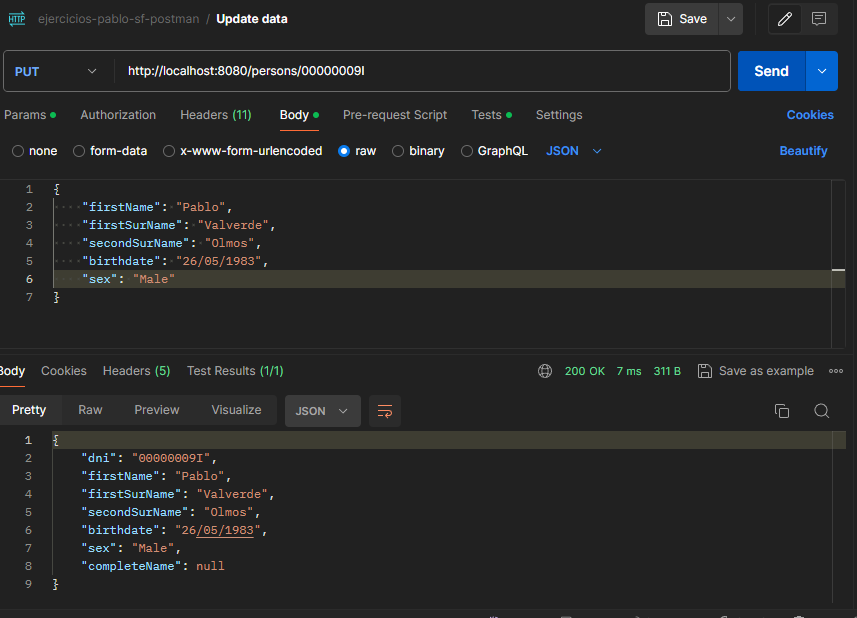 HTTP ejercicios-pablo-sf-postman / Update data Save
PUT http://localhost:8080/persons/00000009I Send
Params Authorization Headers (11) Body Pre-request Script Tests Settings Cookies
none form-data x-www-form-urlencoded raw binary GraphQL JSON Beautify
1 {
2 "firstName": "Pablo",
3 "firstSurName": "Valverde",
4 "secondSurName": "Olmos",
5 "birthdate": "26/05/1983",
6 "sex": "Male"
7 }
Body Cookies Headers (5) Test Results (1/1) 200 OK 7 ms 311 B Save as example
Pretty Raw Preview Visualize JSON
1 {
2 "dni": "00000009I",
3 "firstName": "Pablo",
4 "firstSurName": "Valverde",
5 "secondSurName": "Olmos",
6 "birthdate": "26/05/1983",
7 "sex": "Male",
8 "completeName": null
9 }